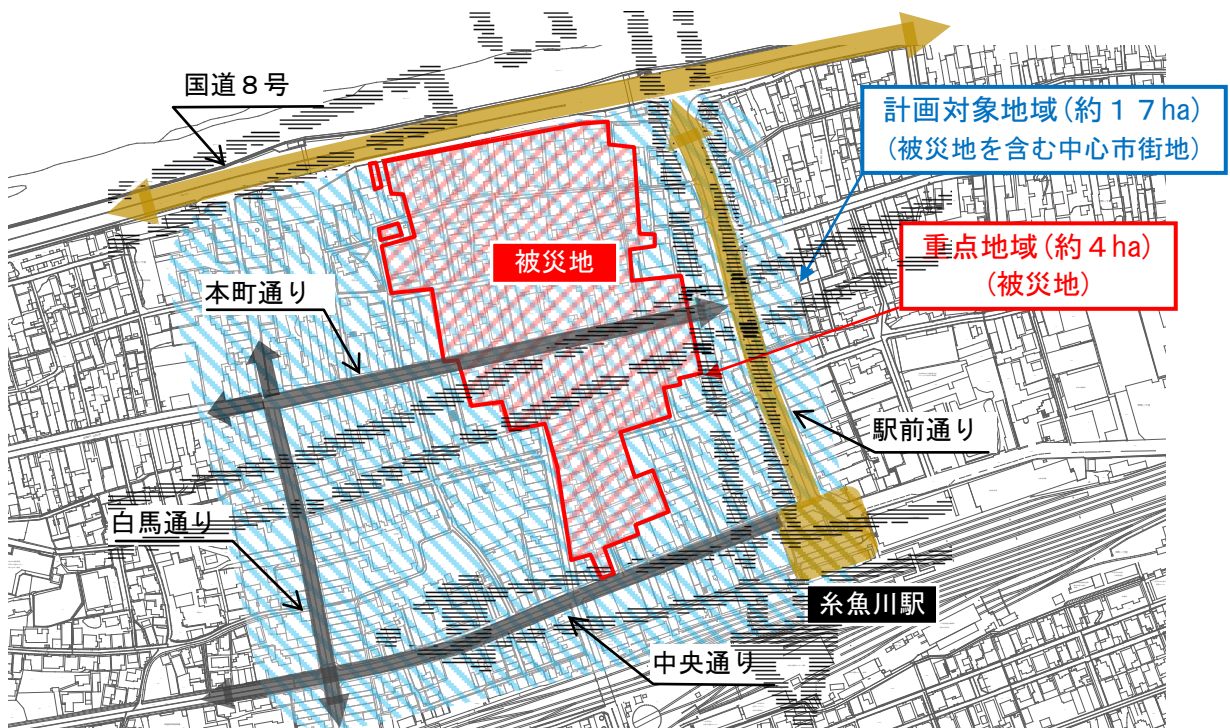 国道８号
計画対象地域(約１７ha)
(被災地を含む中心市街地)
重点地域(約４ha)
(被災地)
被災地
本町通り
駅前通り
白馬通り
糸魚川駅
中央通り